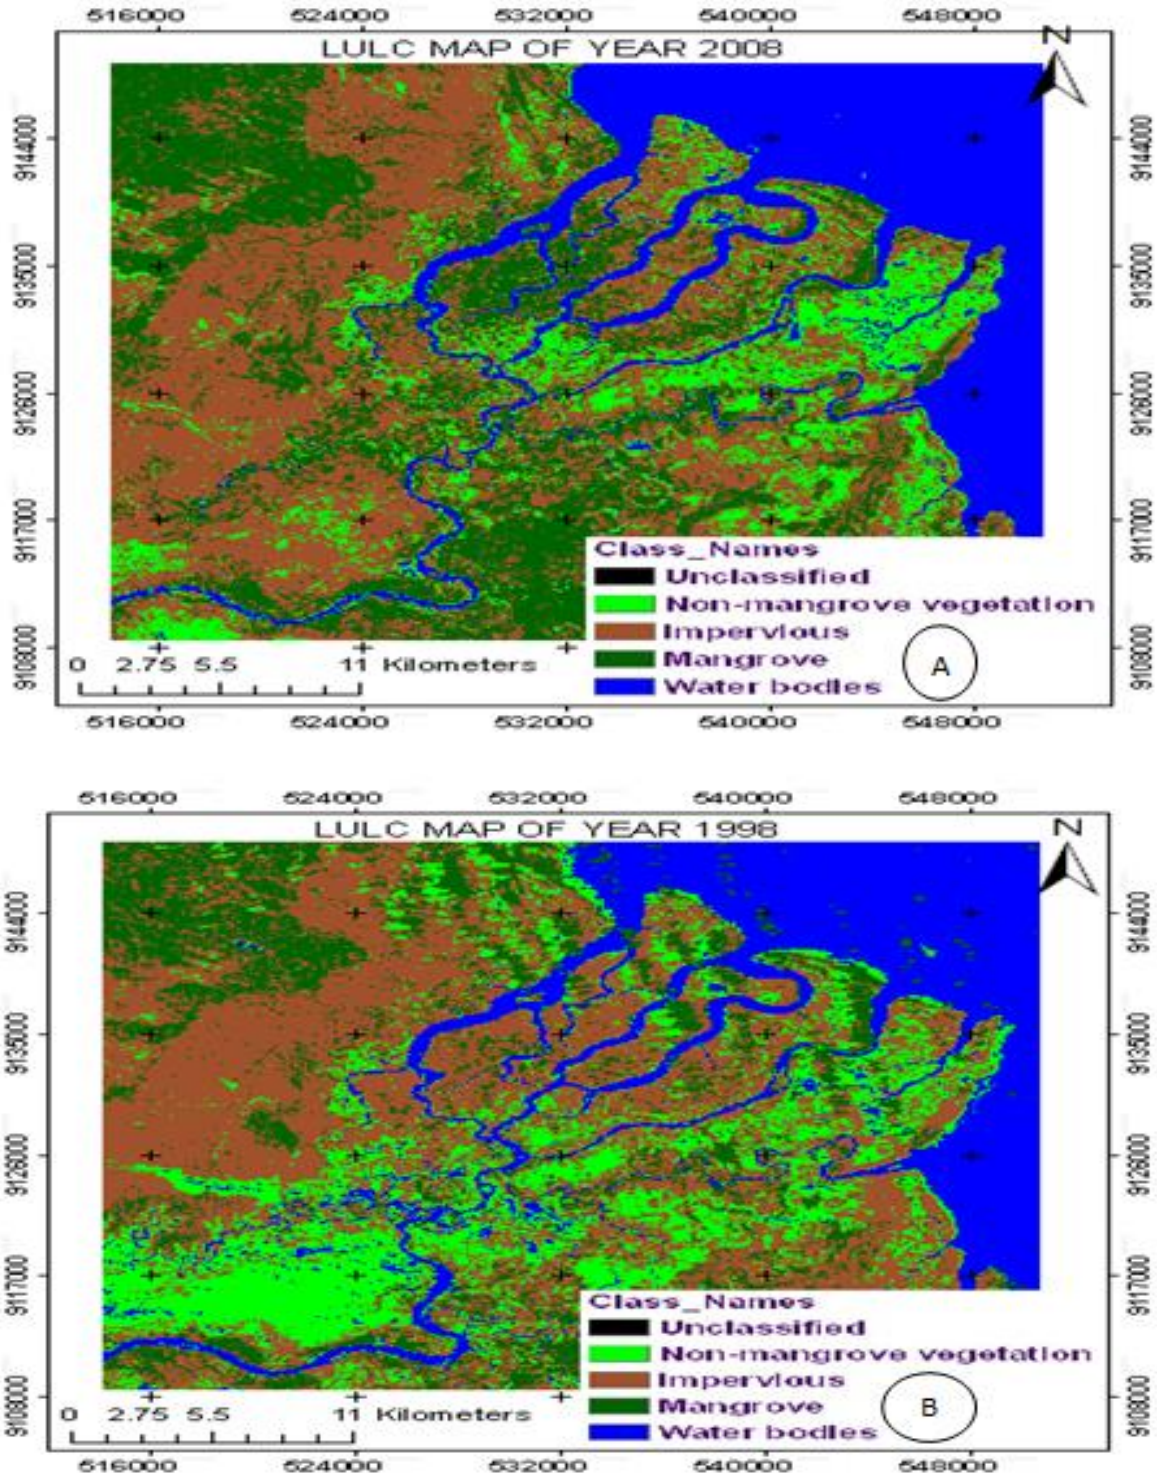 516000 524000 532000 540000 548000
LULC MAP OF YEAR 2008
N
9144000 9144000
9135000 9135000
9126000 9126000
9117000 9117000
Class_Names
Unclassified
Non-mangrove vegetation
Impervious
Mangrove
Water bodies
A
9108000 9108000
0 2.75 5.5 11 Kilometers
516000 524000 532000 540000 548000
516000 524000 532000 540000 548000
LULC MAP OF YEAR 1998
N
9144000 9144000
9135000 9135000
9126000 9126000
9117000 9117000
Class_Names
Unclassified
Non-mangrove vegetation
Impervious
Mangrove
Water bodies
B
9108000 9108000
0 2.75 5.5 11 Kilometers
516000 524000 532000 540000 548000